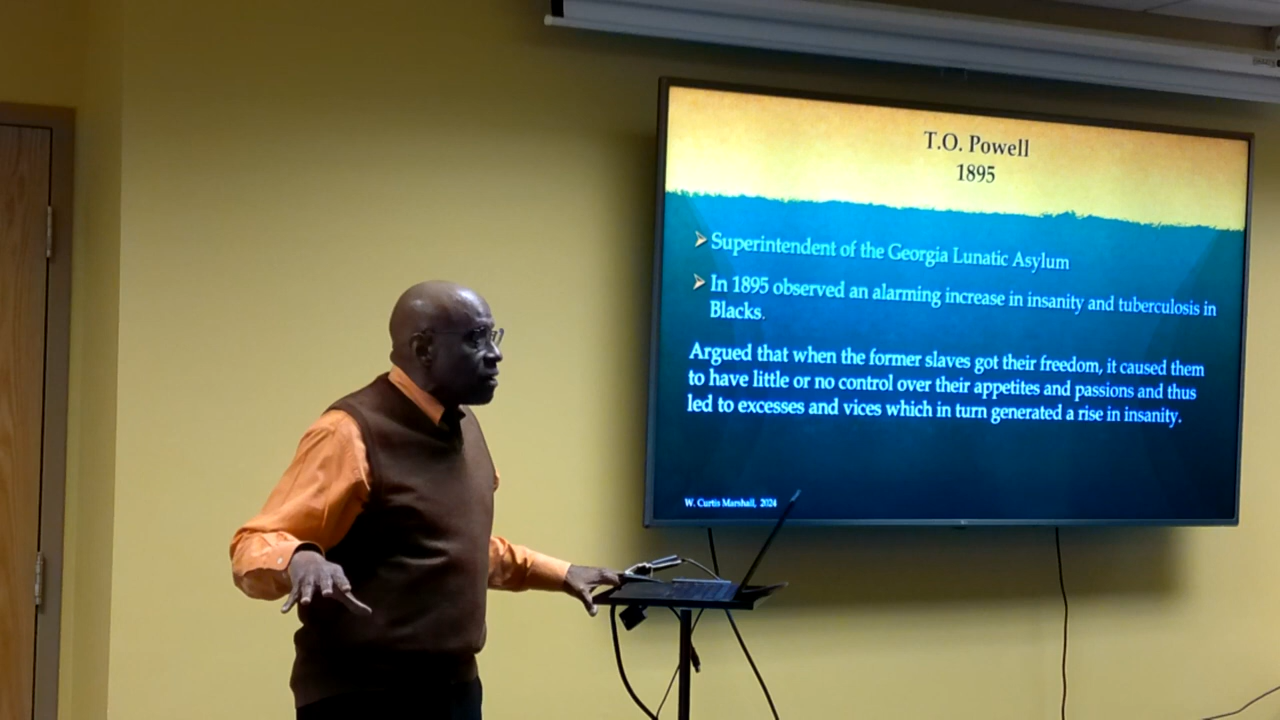 T.O. Powell
1895
Superintendent of the Georgia Lunatic Asylum
In 1895 observed an alarming increase in insanity and tuberculosis in
Blacks.
Argued that when the former slaves got their freedom, it caused them
to have little or no control over their appetites and passions and thus
led to excesses and vices which in turn generated a rise in insanity.
W. Curtis Marshall, 2024